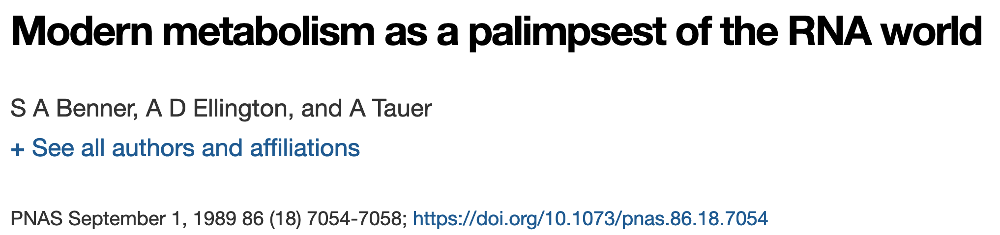 Modern metabolism as a palimpsest of the RNA world
S A Benner, A D Ellington, and A Tauer
+ See all authors and affiliations
PNAS September 1, 1989 86 (18) 7054-7058; https://doi.org/10.1073/pnas.86.18.7054